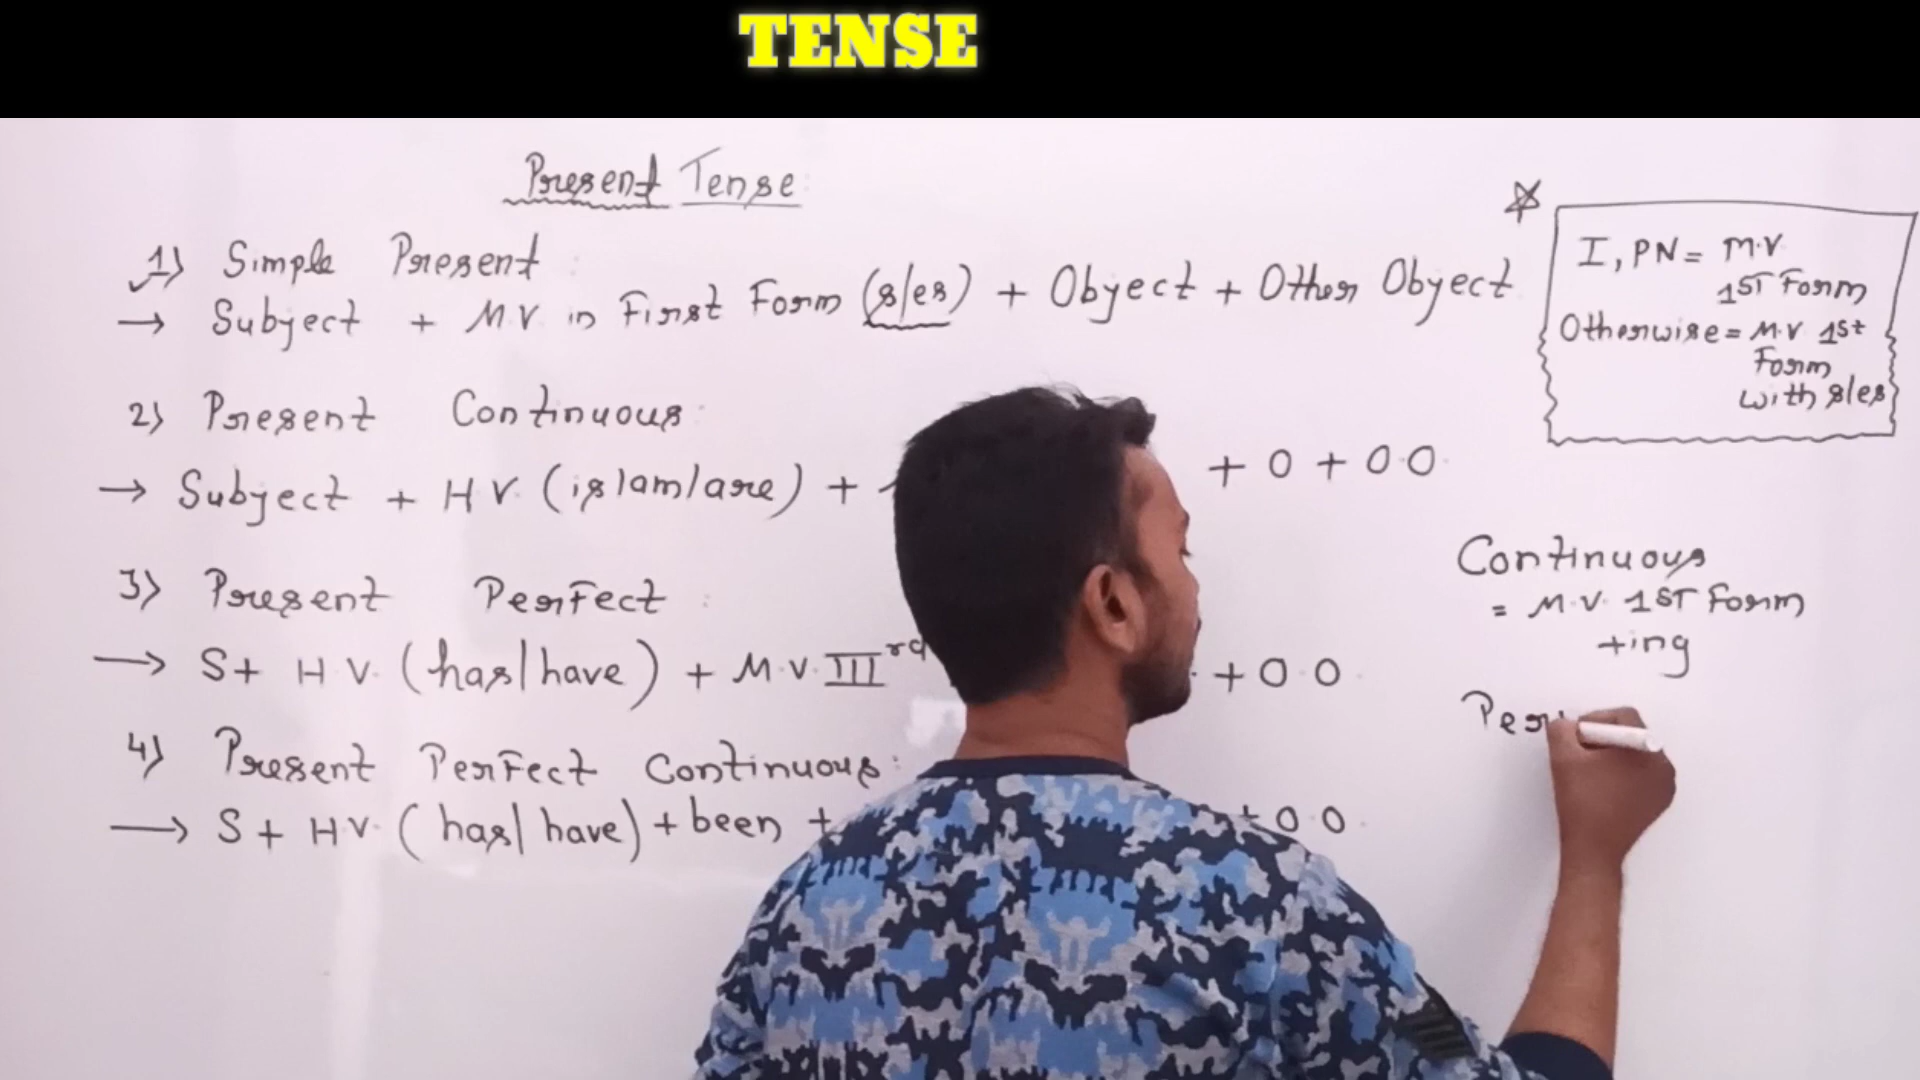 TENSE
Present Tense
1) Simple Present :
→ Subject + M.V. in First Form (s/es) + Object + Other Object
I, PN = M.V
1ST Form
Otherwise = M.V 1st
Form
with s/es
2) Present Continuous :
→ Subject + H.V. (is/am/are) + + O + O.O.
3) Present Perfect :
→ S + H.V. (has/have) + M.V. III rd + O.O.
4) Present Perfect Continuous :
→ S + H.V. (has/have) + been + + O.O.
Continuous
= M.V. 1ST Form
+ing
Per